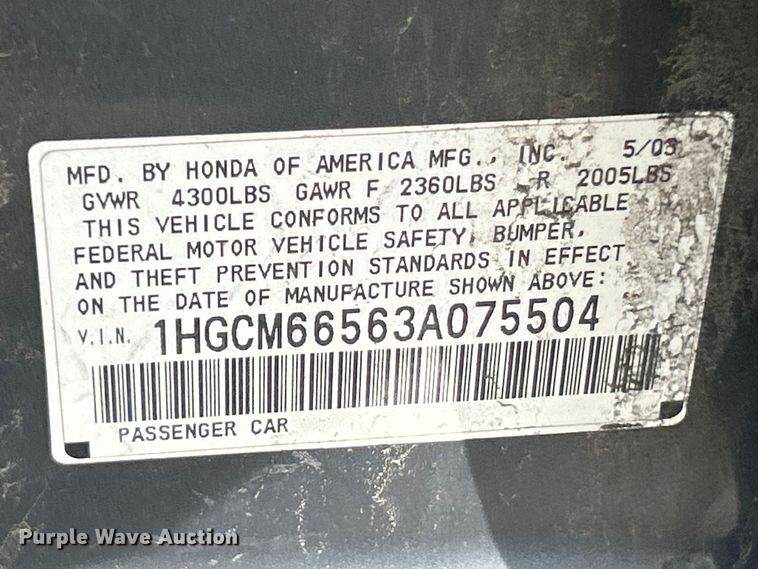 MFD. BY HONDA OF AMERICA MFG., INC. 5/03
GVWR 4300LBS GAWR F 2360LBS R 2005LBS
THIS VEHICLE CONFORMS TO ALL APPLICABLE
FEDERAL MOTOR VEHICLE SAFETY, BUMPER,
AND THEFT PREVENTION STANDARDS IN EFFECT
ON THE DATE OF MANUFACTURE SHOWN ABOVE:
V.I.N. 1HGCM66563A075504
PASSENGER CAR
Purple Wave Auction